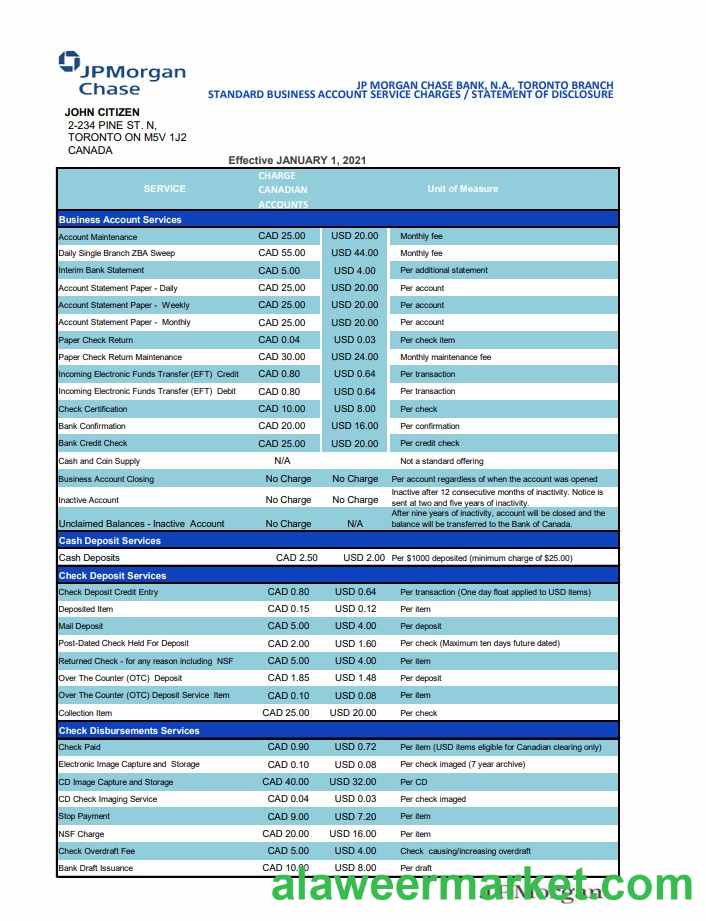 JPMorgan
Chase
JP MORGAN CHASE BANK, N.A., TORONTO BRANCH
STANDARD BUSINESS ACCOUNT SERVICE CHARGES / STATEMENT OF DISCLOSURE
JOHN CITIZEN
2-234 PINE ST. N,
TORONTO ON M5V 1J2
CANADA
Effective JANUARY 1, 2021
SERVICE CHARGE CANADIAN ACCOUNTS Unit of Measure
Business Account Services
Account Maintenance CAD 25.00 USD 20.00 Monthly fee
Daily Single Branch ZBA Sweep CAD 55.00 USD 44.00 Monthly fee
Interim Bank Statement CAD 5.00 USD 4.00 Per additional statement
Account Statement Paper - Daily CAD 25.00 USD 20.00 Per account
Account Statement Paper - Weekly CAD 25.00 USD 20.00 Per account
Account Statement Paper - Monthly CAD 25.00 USD 20.00 Per account
Paper Check Return CAD 0.04 USD 0.03 Per check item
Paper Check Return Maintenance CAD 30.00 USD 24.00 Monthly maintenance fee
Incoming Electronic Funds Transfer (EFT) Credit CAD 0.80 USD 0.64 Per transaction
Incoming Electronic Funds Transfer (EFT) Debit CAD 0.80 USD 0.64 Per transaction
Check Certification CAD 10.00 USD 8.00 Per check
Bank Confirmation CAD 20.00 USD 16.00 Per confirmation
Bank Credit Check CAD 25.00 USD 20.00 Per credit check
Cash and Coin Supply N/A Not a standard offering
Business Account Closing No Charge No Charge Per account regardless of when the account was opened
Inactive Account No Charge No Charge Inactive after 12 consecutive months of inactivity. Notice is
sent at two and five years of inactivity.
Unclaimed Balances - Inactive Account No Charge N/A After nine years of inactivity, account will be closed and the
balance will be transferred to the Bank of Canada.
Cash Deposit Services
Cash Deposits CAD 2.50 USD 2.00 Per $1000 deposited (minimum charge of $25.00)
Check Deposit Services
Check Deposit Credit Entry CAD 0.80 USD 0.64 Per transaction (One day float applied to USD items)
Deposited Item CAD 0.15 USD 0.12 Per item
Mail Deposit CAD 5.00 USD 4.00 Per deposit
Post-Dated Check Held For Deposit CAD 2.00 USD 1.60 Per check (Maximum ten days future dated)
Returned Check - for any reason including NSF CAD 5.00 USD 4.00 Per item
Over The Counter (OTC) Deposit CAD 1.85 USD 1.48 Per deposit
Over The Counter (OTC) Deposit Service Item CAD 0.10 USD 0.08 Per item
Collection Item CAD 25.00 USD 20.00 Per check
Check Disbursements Services
Check Paid CAD 0.90 USD 0.72 Per item (USD items eligible for Canadian clearing only)
Electronic Image Capture and Storage CAD 0.10 USD 0.08 Per check imaged (7 year archive)
CD Image Capture and Storage CAD 40.00 USD 32.00 Per CD
CD Check Imaging Service CAD 0.04 USD 0.03 Per check imaged
Stop Payment CAD 9.00 USD 7.20 Per item
NSF Charge CAD 20.00 USD 16.00 Per item
Check Overdraft Fee CAD 5.00 USD 4.00 Check causing/increasing overdraft
Bank Draft Issuance CAD 10.00 USD 8.00 Per draft
alaweermarket.com
J.P.Morgan